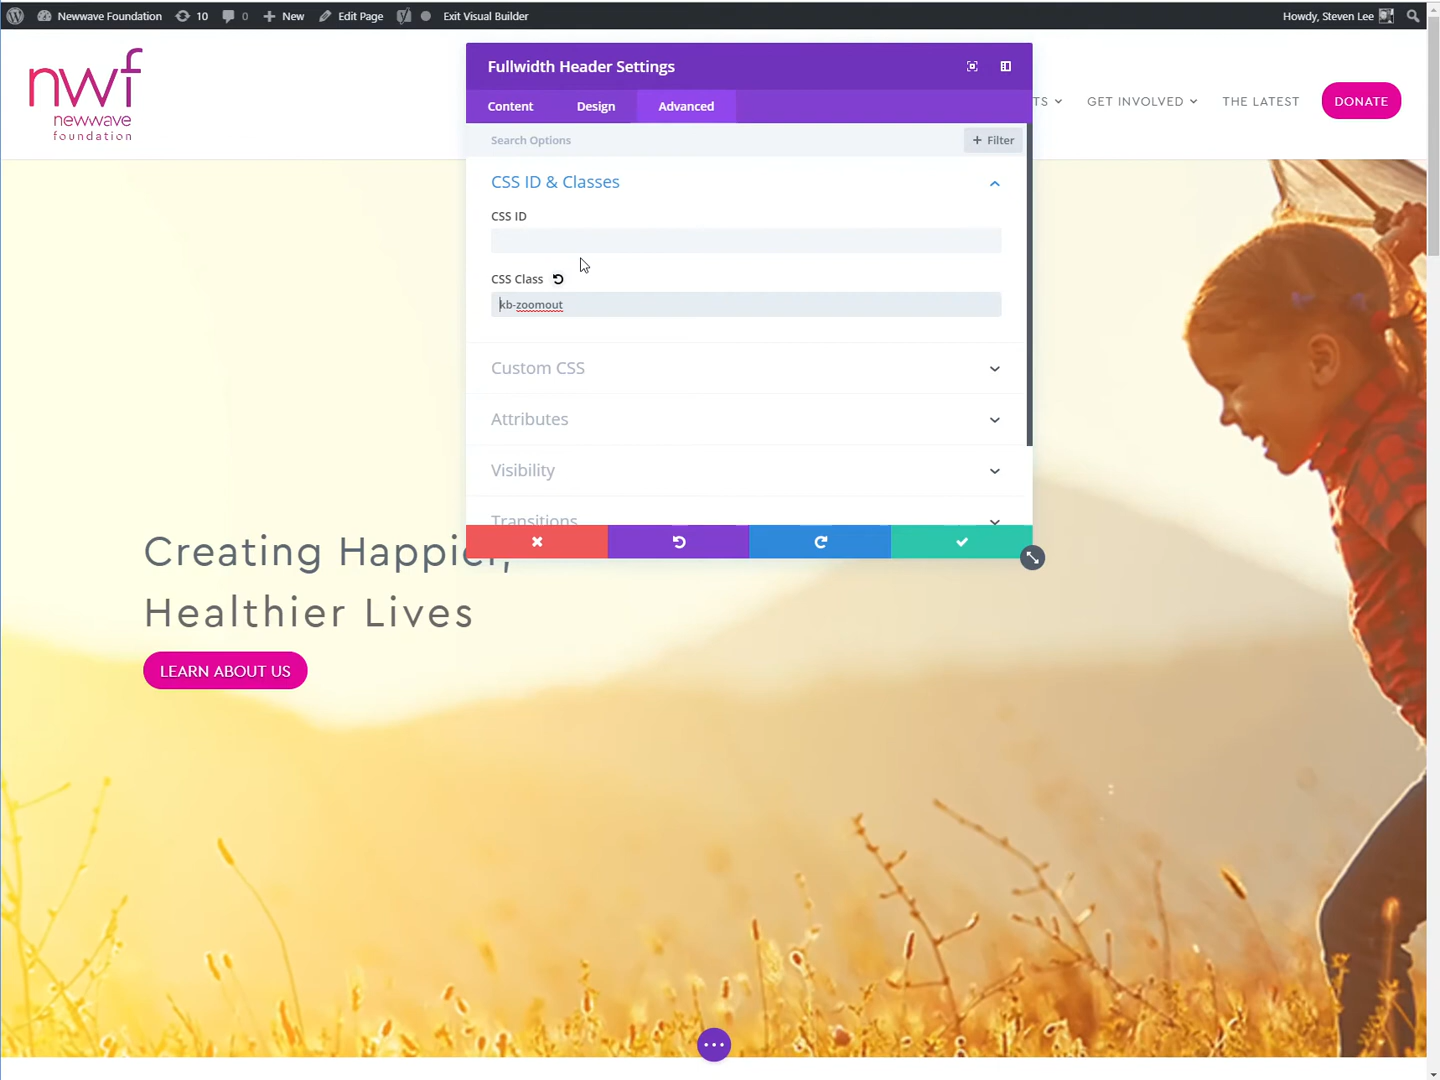 Newwave Foundation 10 0 New Edit Page Exit Visual Builder Howdy, Steven Lee
nwf
newwave
foundation
TS GET INVOLVED THE LATEST DONATE
Fullwidth Header Settings
Content Design Advanced
Search Options + Filter
CSS ID & Classes
CSS ID
CSS Class
kb-zoomout
Custom CSS
Attributes
Visibility
Transitions
Creating Happier,
Healthier Lives
LEARN ABOUT US